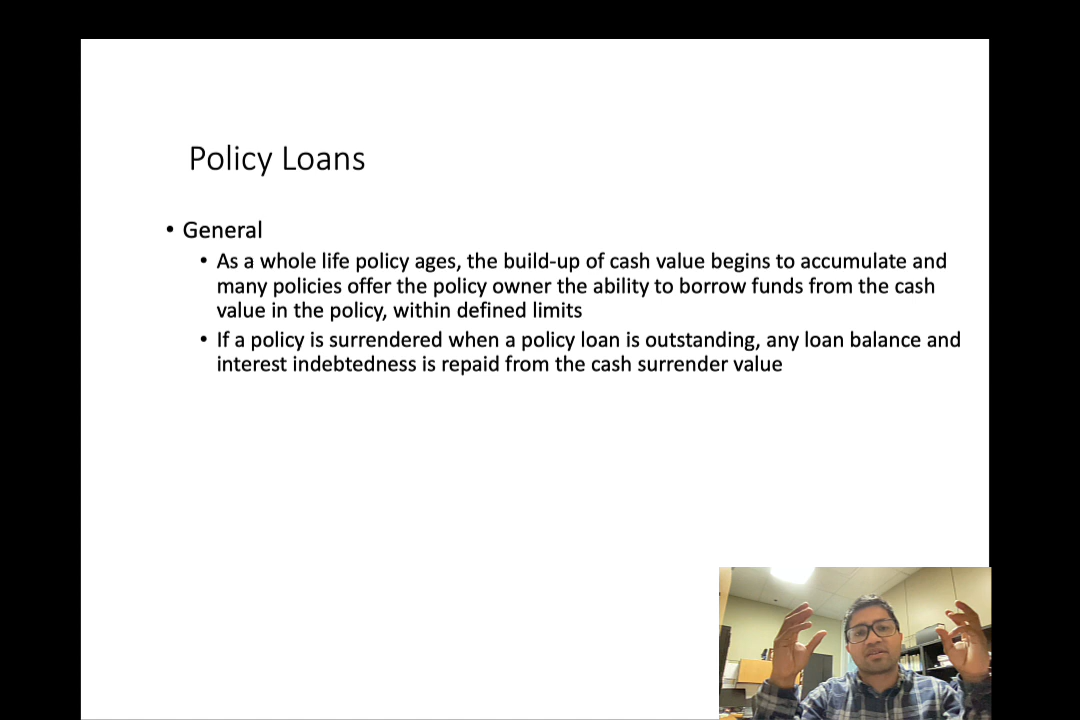 Policy Loans
• General
• As a whole life policy ages, the build-up of cash value begins to accumulate and
many policies offer the policy owner the ability to borrow funds from the cash
value in the policy, within defined limits
• If a policy is surrendered when a policy loan is outstanding, any loan balance and
interest indebtedness is repaid from the cash surrender value